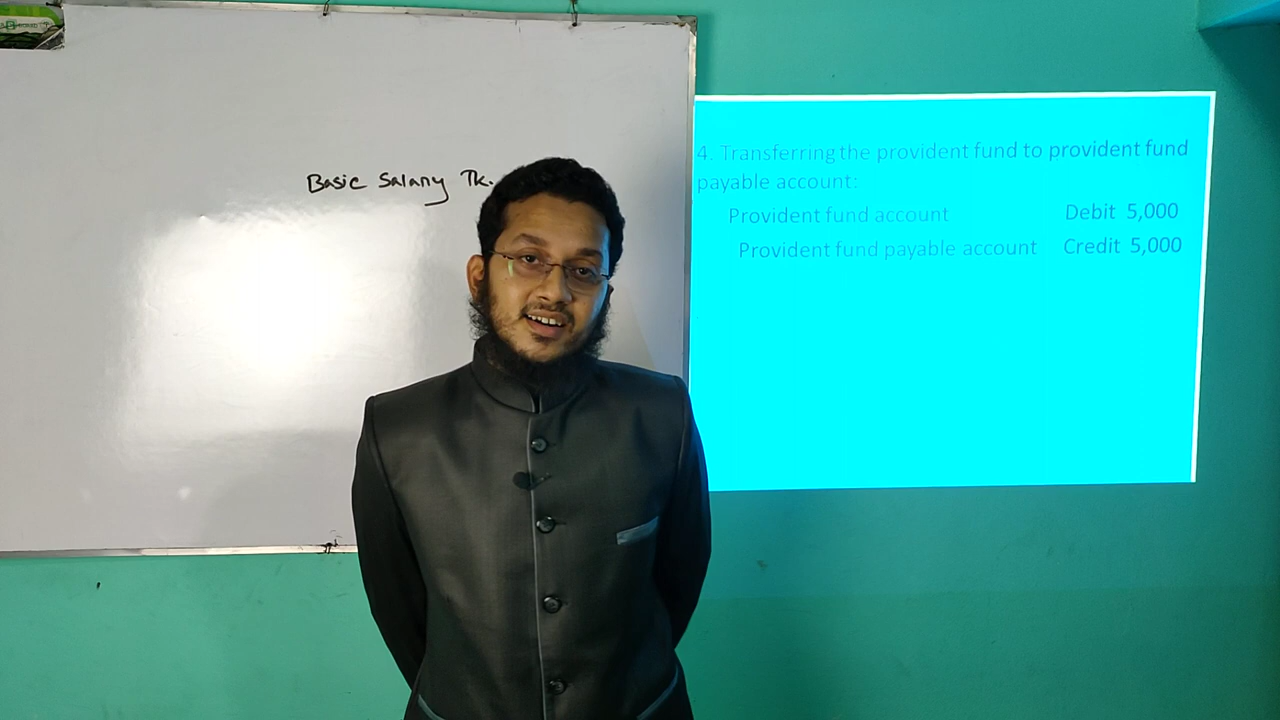 Basic Salary Tk.
4. Transferring the provident fund to provident fund
payable account:
Provident fund account Debit 5,000
Provident fund payable account Credit 5,000